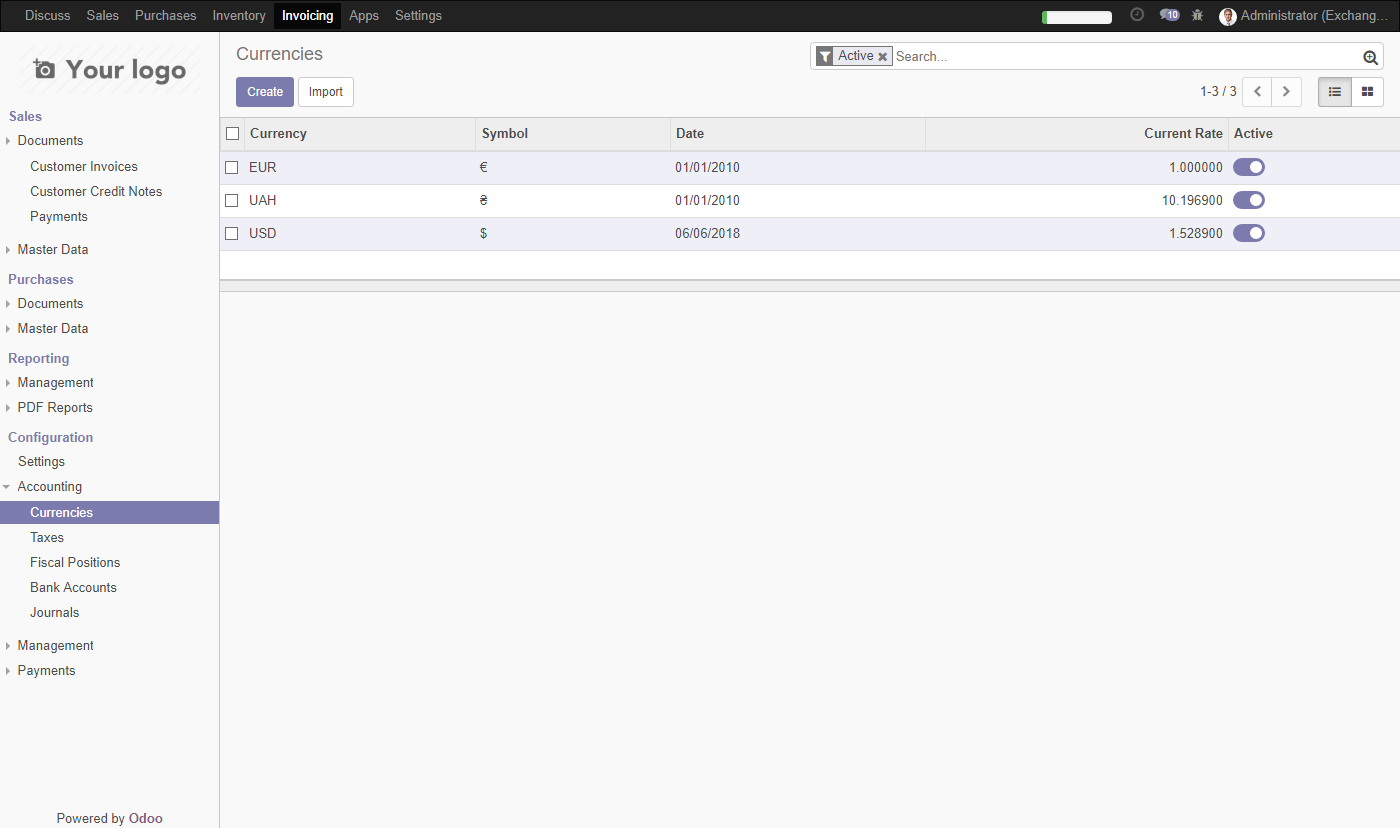 Discuss Sales Purchases Inventory Invoicing Apps Settings 10 Administrator (Exchang...
Your logo
Sales
Documents
Customer Invoices
Customer Credit Notes
Payments
Master Data
Purchases
Documents
Master Data
Reporting
Management
PDF Reports
Configuration
Settings
Accounting
Currencies
Taxes
Fiscal Positions
Bank Accounts
Journals
Management
Payments
Powered by Odoo
Currencies
Active Search...
Create Import
1-3 / 3
Currency Symbol Date Current Rate Active
EUR € 01/01/2010 1.000000
UAH ₴ 01/01/2010 10.196900
USD $ 06/06/2018 1.528900